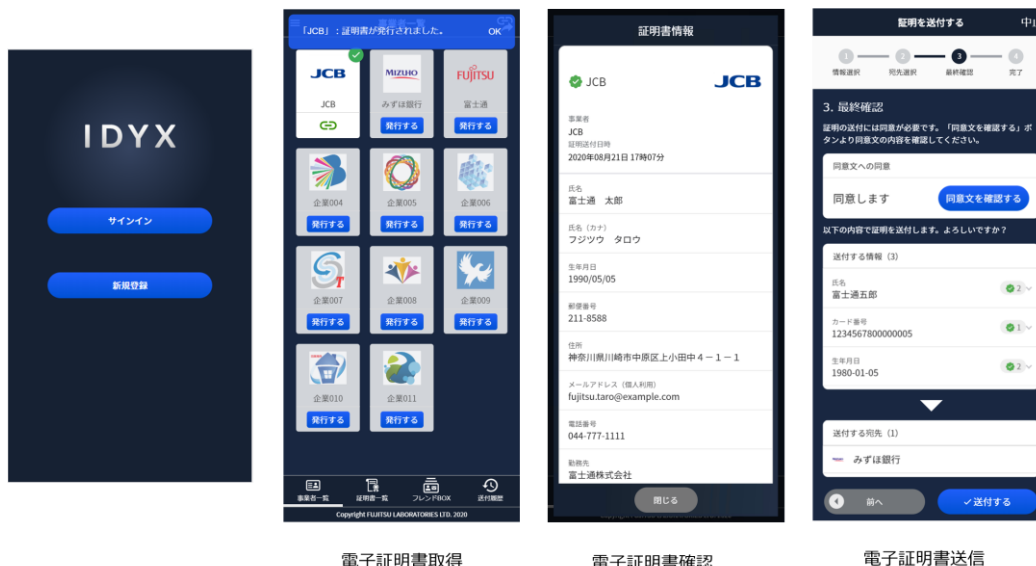 IDYX
サインイン
新規登録
「JCB」：証明書が発行されました。 OK
JCB
MIZUHO
FUJITSU
JCB
みずほ銀行
富士通
発行する
発行する
企業004
企業005
企業006
発行する
発行する
発行する
企業007
企業008
企業009
発行する
発行する
発行する
企業010
企業011
発行する
発行する
事業者一覧
証明書一覧
フレンドBOX
送付履歴
Copyright FUJITSU LABORATORIES LTD. 2020
電子証明書取得
証明書情報
JCB
JCB
事業者
JCB
証明送付日時
2020年08月21日 17時07分
氏名
富士通　太郎
氏名（カナ）
フジツウ　タロウ
生年月日
1990/05/05
郵便番号
211-8588
住所
神奈川県川崎市中原区上小田中４－１－１
メールアドレス（個人利用）
fujitsu.taro@example.com
電話番号
044-777-1111
勤務先
富士通株式会社
閉じる
電子証明書確認
証明を送付する
中止
1
2
3
4
情報選択
宛先選択
最終確認
完了
3. 最終確認
証明の送付には同意が必要です。「同意文を確認する」ボ
タンより同意文の内容を確認してください。
同意文への同意
同意します
同意文を確認する
以下の内容で証明を送付します。よろしいですか？
送付する情報（3）
氏名
富士通五郎
2
カード番号
1234567800000005
1
生年月日
1980-01-05
2
送付する宛先（1）
みずほ銀行
前へ
送付する
電子証明書送信